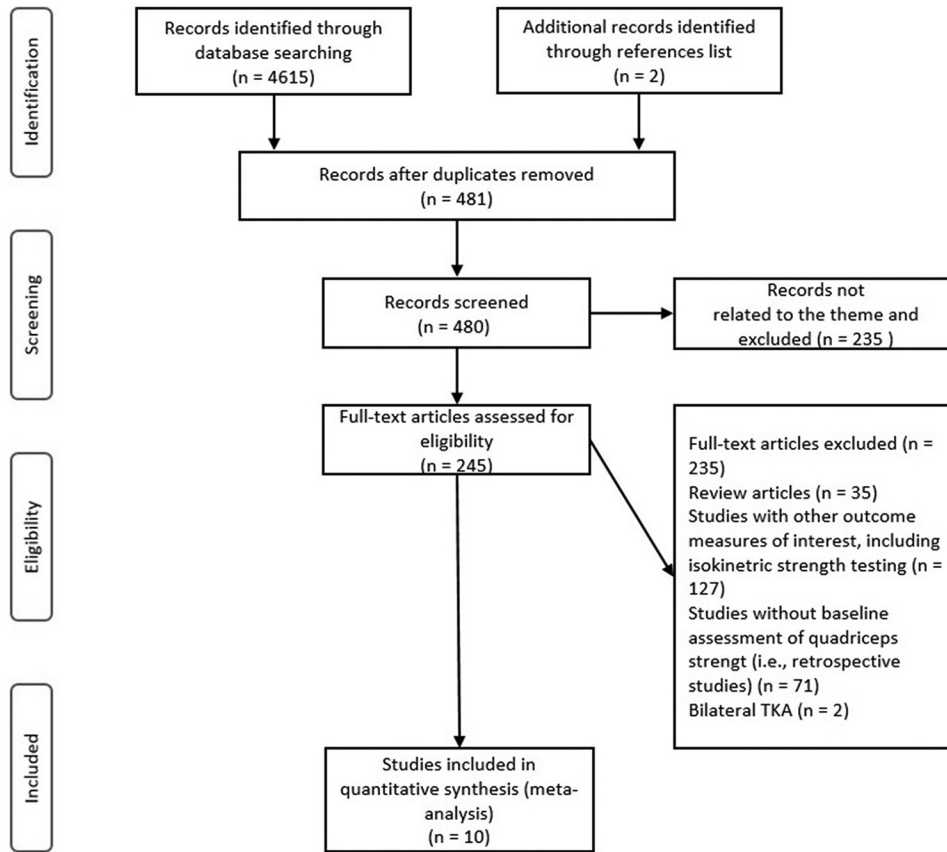 Identification
Records identified through
database searching
(n = 4615)
Additional records identified
through references list
(n = 2)
Records after duplicates removed
(n = 481)
Screening
Records screened
(n = 480)
Records not
related to the theme and
excluded (n = 235 )
Eligibility
Full-text articles assessed for
eligibility
(n = 245)
Full-text articles excluded (n =
235)
Review articles (n = 35)
Studies with other outcome
measures of interest, including
isokinetric strength testing (n =
127)
Studies without baseline
assessment of quadriceps
strengt (i.e., retrospective
studies) (n = 71)
Bilateral TKA (n = 2)
Included
Studies included in
quantitative synthesis (meta-
analysis)
(n = 10)